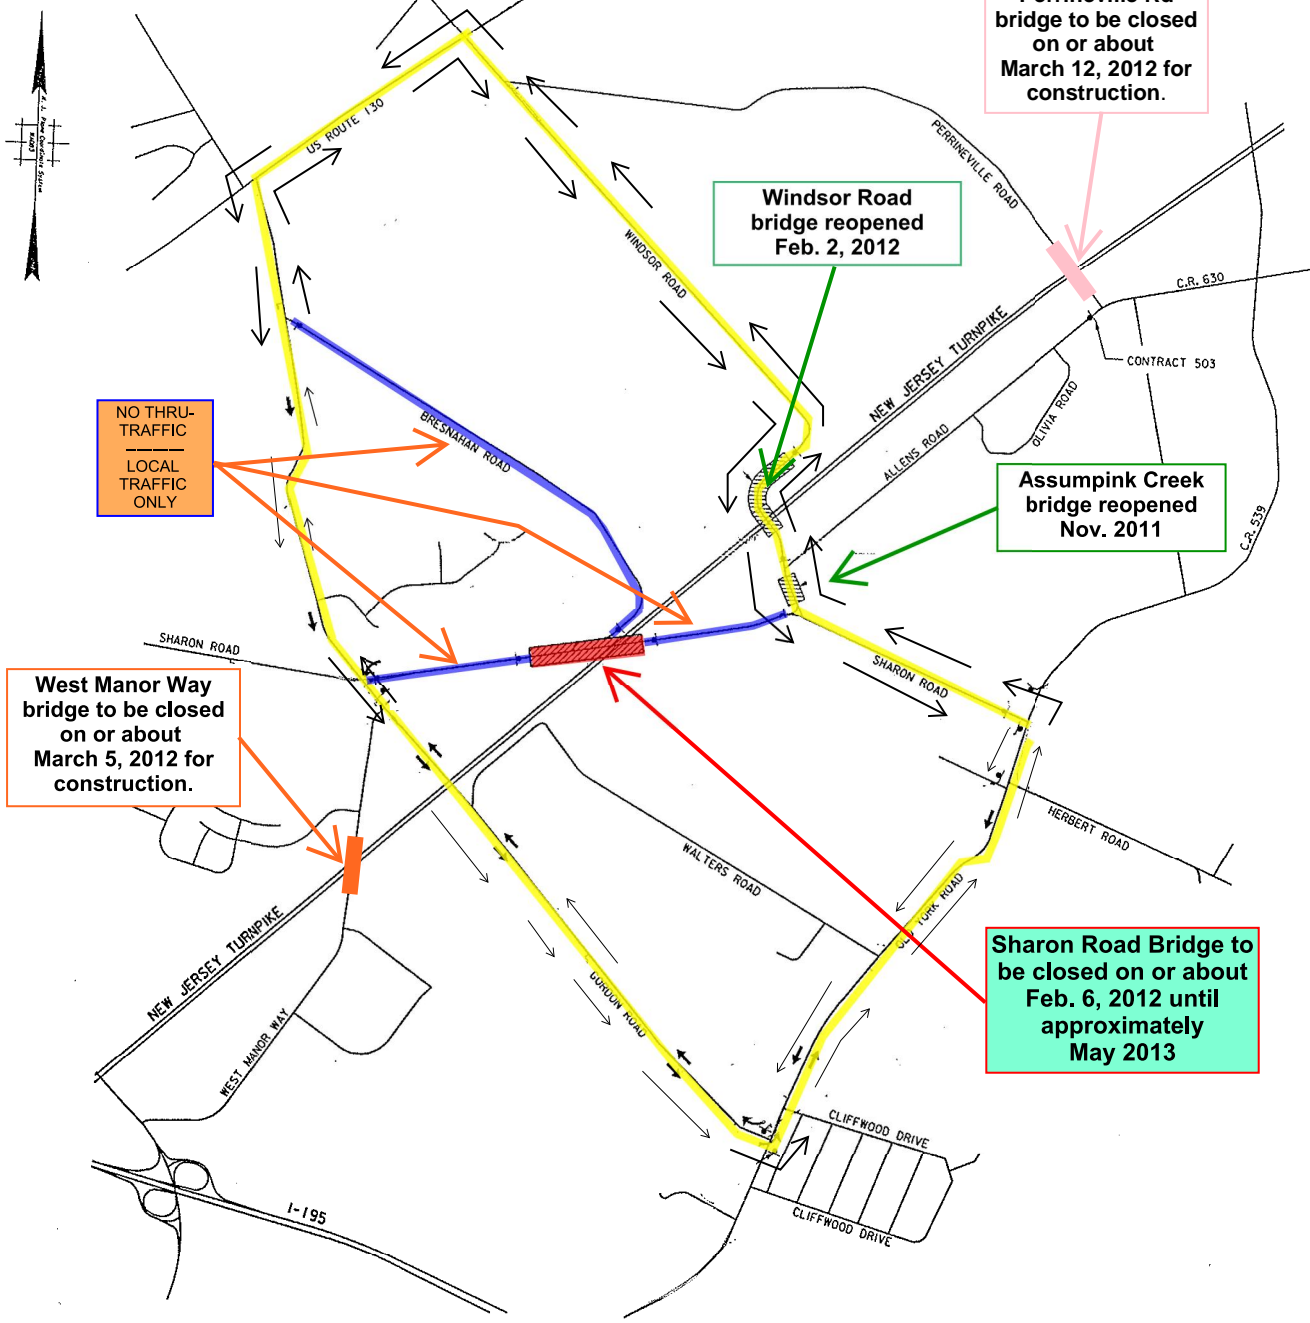 Perrineville Rd
bridge to be closed
on or about
March 12, 2012 for
construction.
US ROUTE 130
PERRINEVILLE ROAD
Windsor Road
bridge reopened
Feb. 2, 2012
WINDSOR ROAD
C.R. 630
NEW JERSEY TURNPIKE
CONTRACT 503
OLIVIA ROAD
ALLENS ROAD
NO THRU-
TRAFFIC
LOCAL
TRAFFIC
ONLY
BRESNAHAN ROAD
Assumpink Creek
bridge reopened
Nov. 2011
C.R. 539
SHARON ROAD
SHARON ROAD
West Manor Way
bridge to be closed
on or about
March 5, 2012 for
construction.
HERBERT ROAD
WALTERS ROAD
OLD YORK ROAD
NEW JERSEY TURNPIKE
GORDON ROAD
Sharon Road Bridge to
be closed on or about
Feb. 6, 2012 until
approximately
May 2013
WEST MANOR WAY
CLIFFWOOD DRIVE
CLIFFWOOD DRIVE
I-195